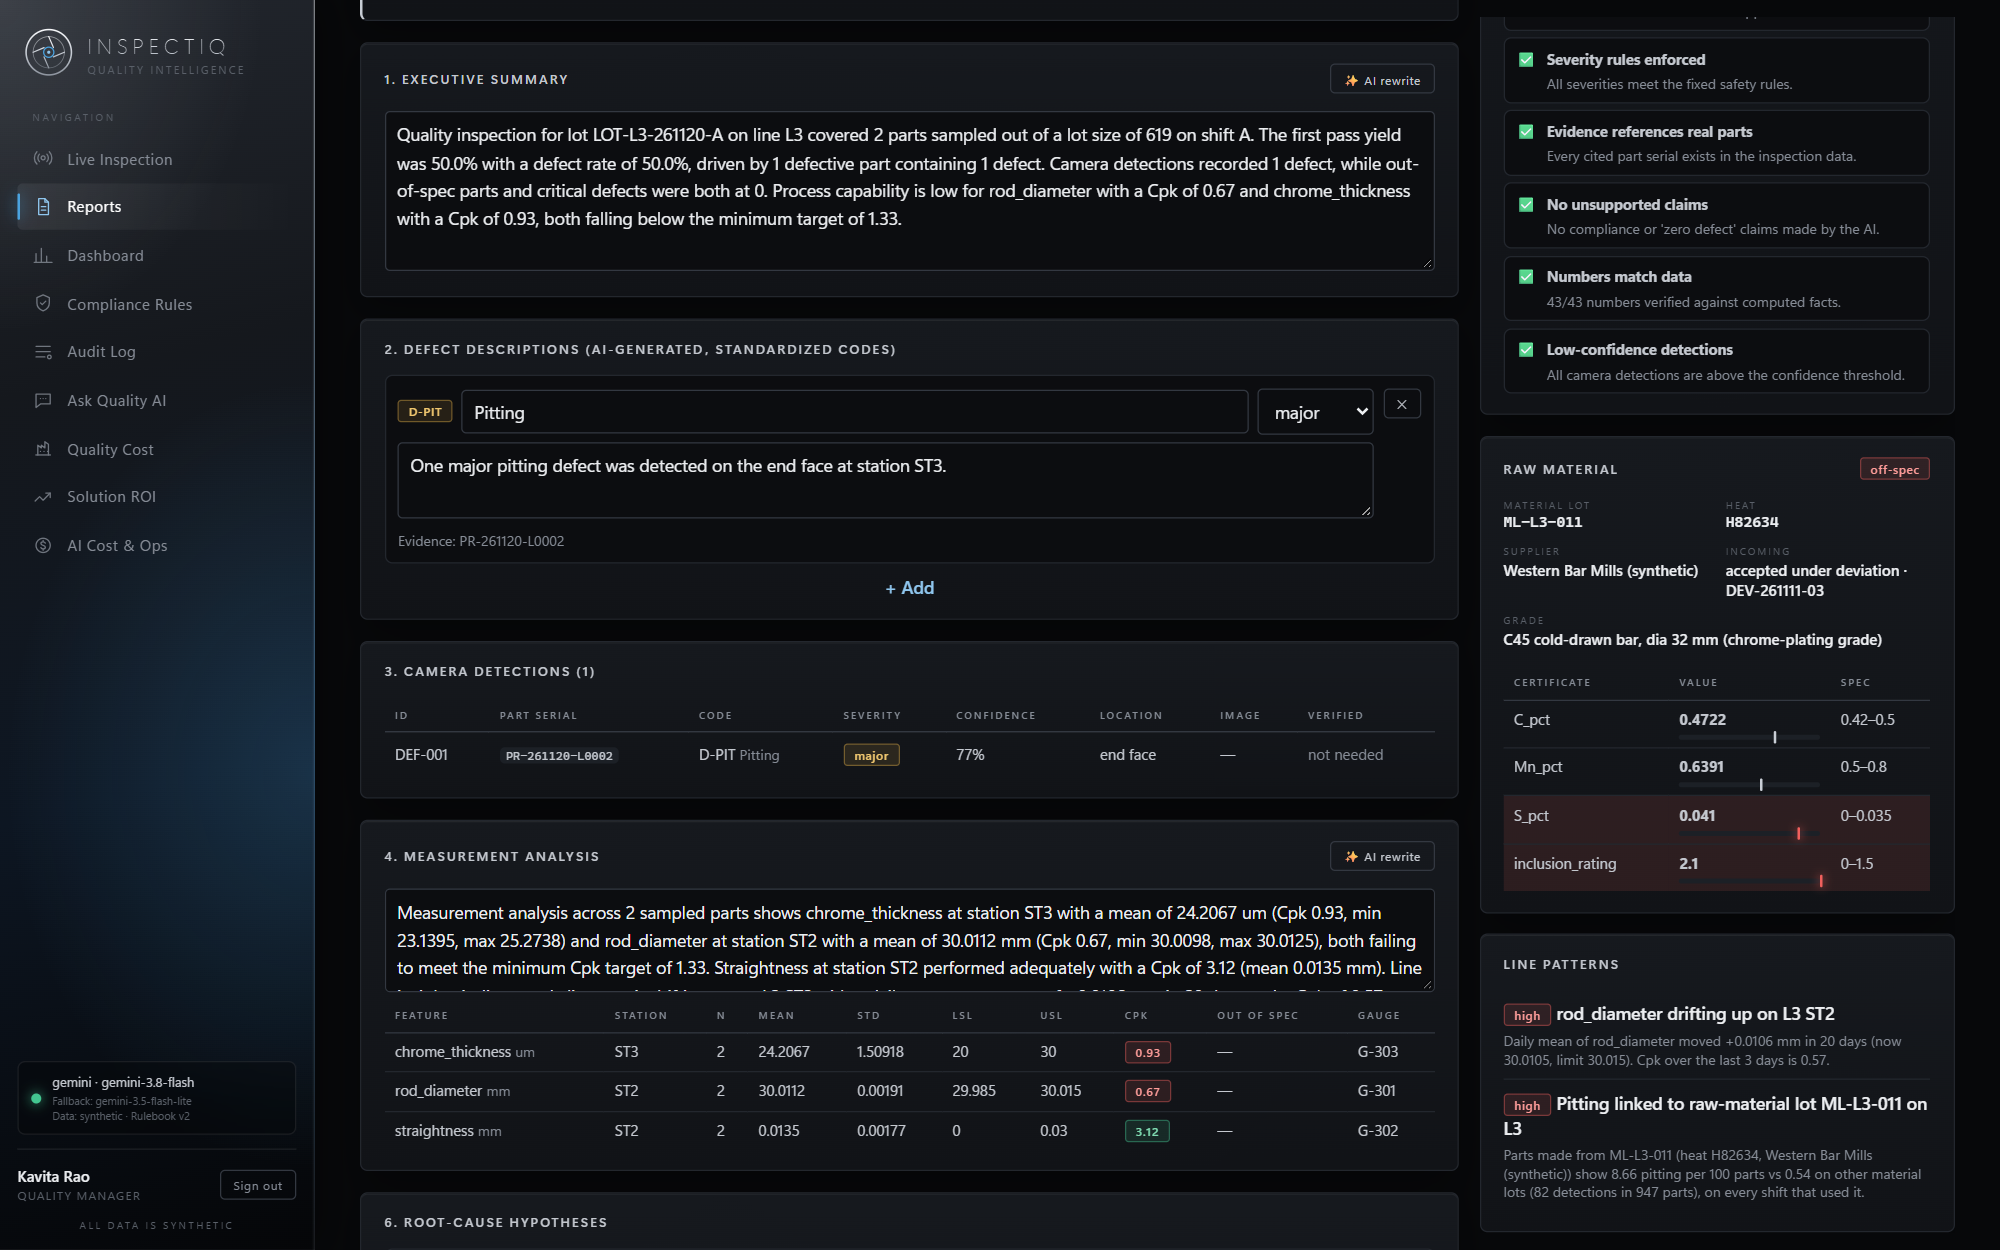 INSPECTIQ
QUALITY INTELLIGENCE
NAVIGATION
Live Inspection
Reports
Dashboard
Compliance Rules
Audit Log
Ask Quality AI
Quality Cost
Solution ROI
AI Cost & Ops
gemini · gemini-3.8-flash
Fallback: gemini-3.5-flash-lite
Data: synthetic · Rulebook v2
Kavita Rao
QUALITY MANAGER
Sign out
ALL DATA IS SYNTHETIC
1. EXECUTIVE SUMMARY
✨ AI rewrite
Quality inspection for lot LOT-L3-261120-A on line L3 covered 2 parts sampled out of a lot size of 619 on shift A. The first pass yield
was 50.0% with a defect rate of 50.0%, driven by 1 defective part containing 1 defect. Camera detections recorded 1 defect, while out-
of-spec parts and critical defects were both at 0. Process capability is low for rod_diameter with a Cpk of 0.67 and chrome_thickness
with a Cpk of 0.93, both falling below the minimum target of 1.33.
2. DEFECT DESCRIPTIONS (AI-GENERATED, STANDARDIZED CODES)
D-PIT Pitting major ×
One major pitting defect was detected on the end face at station ST3.
Evidence: PR-261120-L0002
+ Add
3. CAMERA DETECTIONS (1)
ID PART SERIAL CODE SEVERITY CONFIDENCE LOCATION IMAGE VERIFIED
DEF-001 PR-261120-L0002 D-PIT Pitting major 77% end face — not needed
4. MEASUREMENT ANALYSIS
✨ AI rewrite
Measurement analysis across 2 sampled parts shows chrome_thickness at station ST3 with a mean of 24.2067 um (Cpk 0.93, min
23.1395, max 25.2738) and rod_diameter at station ST2 with a mean of 30.0112 mm (Cpk 0.67, min 30.0098, max 30.0125), both failing
to meet the minimum Cpk target of 1.33. Straightness at station ST2 performed adequately with a Cpk of 3.12 (mean 0.0135 mm). Line
FEATURE STATION N MEAN STD LSL USL CPK OUT OF SPEC GAUGE
chrome_thickness um ST3 2 24.2067 1.50918 20 30 0.93 — G-303
rod_diameter mm ST2 2 30.0112 0.00191 29.985 30.015 0.67 — G-301
straightness mm ST2 2 0.0135 0.00177 0 0.03 3.12 — G-302
6. ROOT-CAUSE HYPOTHESES
Severity rules enforced
All severities meet the fixed safety rules.
Evidence references real parts
Every cited part serial exists in the inspection data.
No unsupported claims
No compliance or 'zero defect' claims made by the AI.
Numbers match data
43/43 numbers verified against computed facts.
Low-confidence detections
All camera detections are above the confidence threshold.
RAW MATERIAL
off-spec
MATERIAL LOT HEAT
ML-L3-011 H82634
SUPPLIER INCOMING
Western Bar Mills (synthetic) accepted under deviation ·
DEV-261111-03
GRADE
C45 cold-drawn bar, dia 32 mm (chrome-plating grade)
CERTIFICATE VALUE SPEC
C_pct 0.4722 0.42–0.5
Mn_pct 0.6391 0.5–0.8
S_pct 0.041 0–0.035
inclusion_rating 2.1 0–1.5
LINE PATTERNS
high rod_diameter drifting up on L3 ST2
Daily mean of rod_diameter moved +0.0106 mm in 20 days (now
30.0105, limit 30.015). Cpk over the last 3 days is 0.57.
high Pitting linked to raw-material lot ML-L3-011 on
L3
Parts made from ML-L3-011 (heat H82634, Western Bar Mills
(synthetic)) show 8.66 pitting per 100 parts vs 0.54 on other material
lots (82 detections in 947 parts), on every shift that used it.